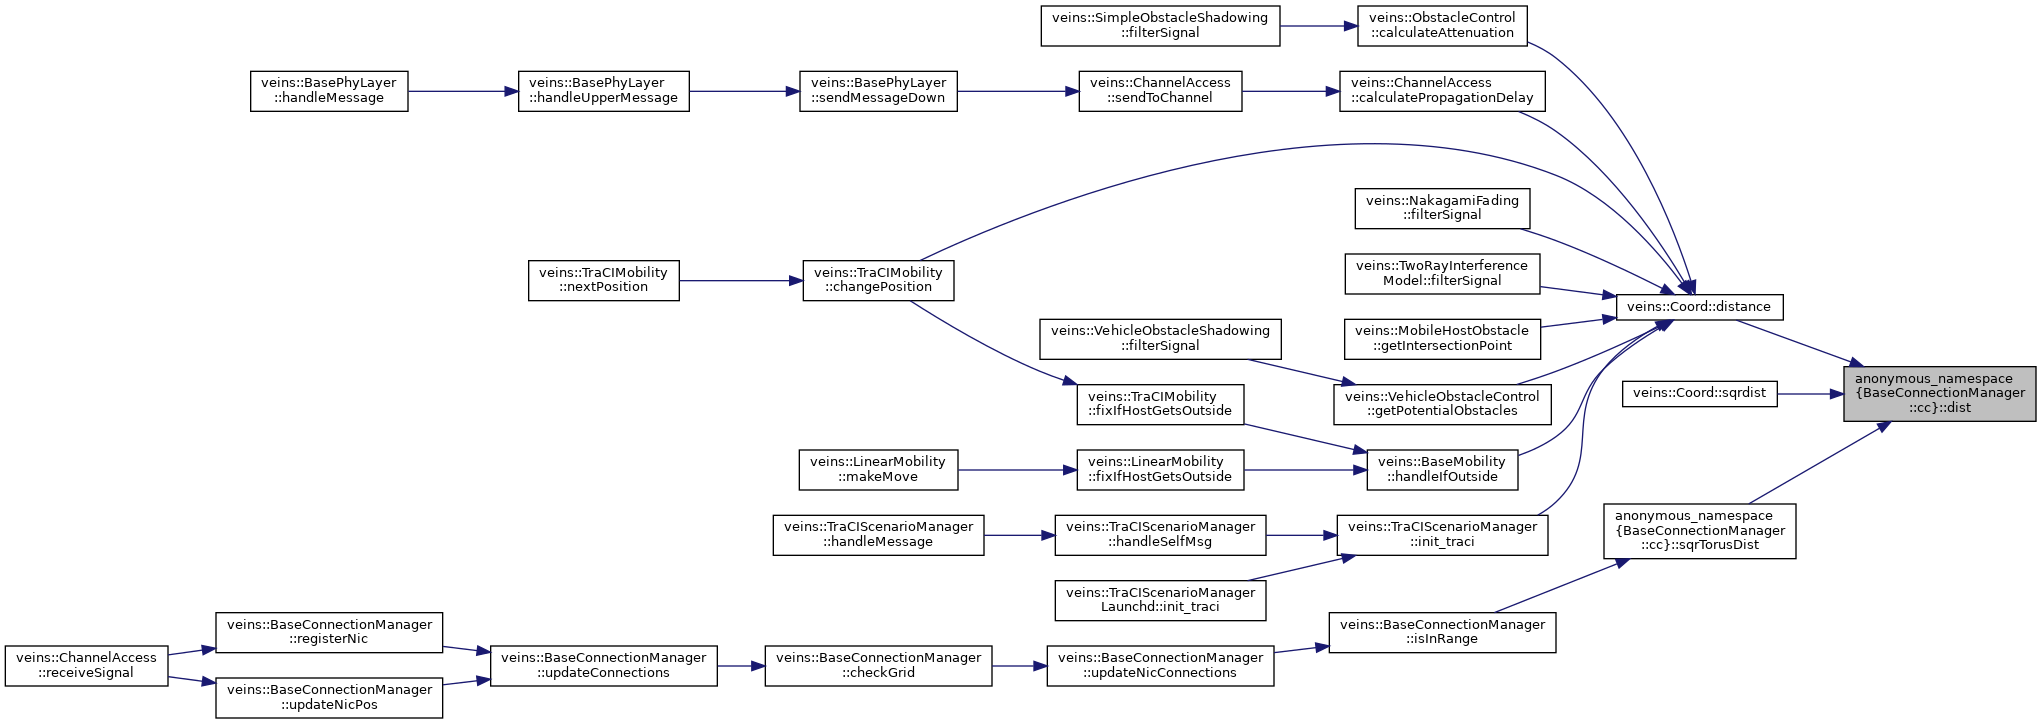 veins::SimpleObstacleShadowing
::filterSignal
veins::ObstacleControl
::calculateAttenuation
veins::BasePhyLayer
::handleMessage
veins::BasePhyLayer
::handleUpperMessage
veins::BasePhyLayer
::sendMessageDown
veins::ChannelAccess
::sendToChannel
veins::ChannelAccess
::calculatePropagationDelay
veins::NakagamiFading
::filterSignal
veins::TraCIMobility
::nextPosition
veins::TraCIMobility
::changePosition
veins::TwoRayInterference
Model::filterSignal
veins::Coord::distance
veins::VehicleObstacleShadowing
::filterSignal
veins::MobileHostObstacle
::getIntersectionPoint
anonymous_namespace
{BaseConnectionManager
::cc}::dist
veins::Coord::sqrdist
veins::TraCIMobility
::fixIfHostGetsOutside
veins::VehicleObstacleControl
::getPotentialObstacles
veins::LinearMobility
::makeMove
veins::LinearMobility
::fixIfHostGetsOutside
veins::BaseMobility
::handleIfOutside
veins::TraCIScenarioManager
::handleMessage
veins::TraCIScenarioManager
::handleSelfMsg
veins::TraCIScenarioManager
::init_traci
anonymous_namespace
{BaseConnectionManager
::cc}::sqrTorusDist
veins::TraCIScenarioManager
Launchd::init_traci
veins::BaseConnectionManager
::registerNic
veins::BaseConnectionManager
::isInRange
veins::ChannelAccess
::receiveSignal
veins::BaseConnectionManager
::updateConnections
veins::BaseConnectionManager
::checkGrid
veins::BaseConnectionManager
::updateNicConnections
veins::BaseConnectionManager
::updateNicPos